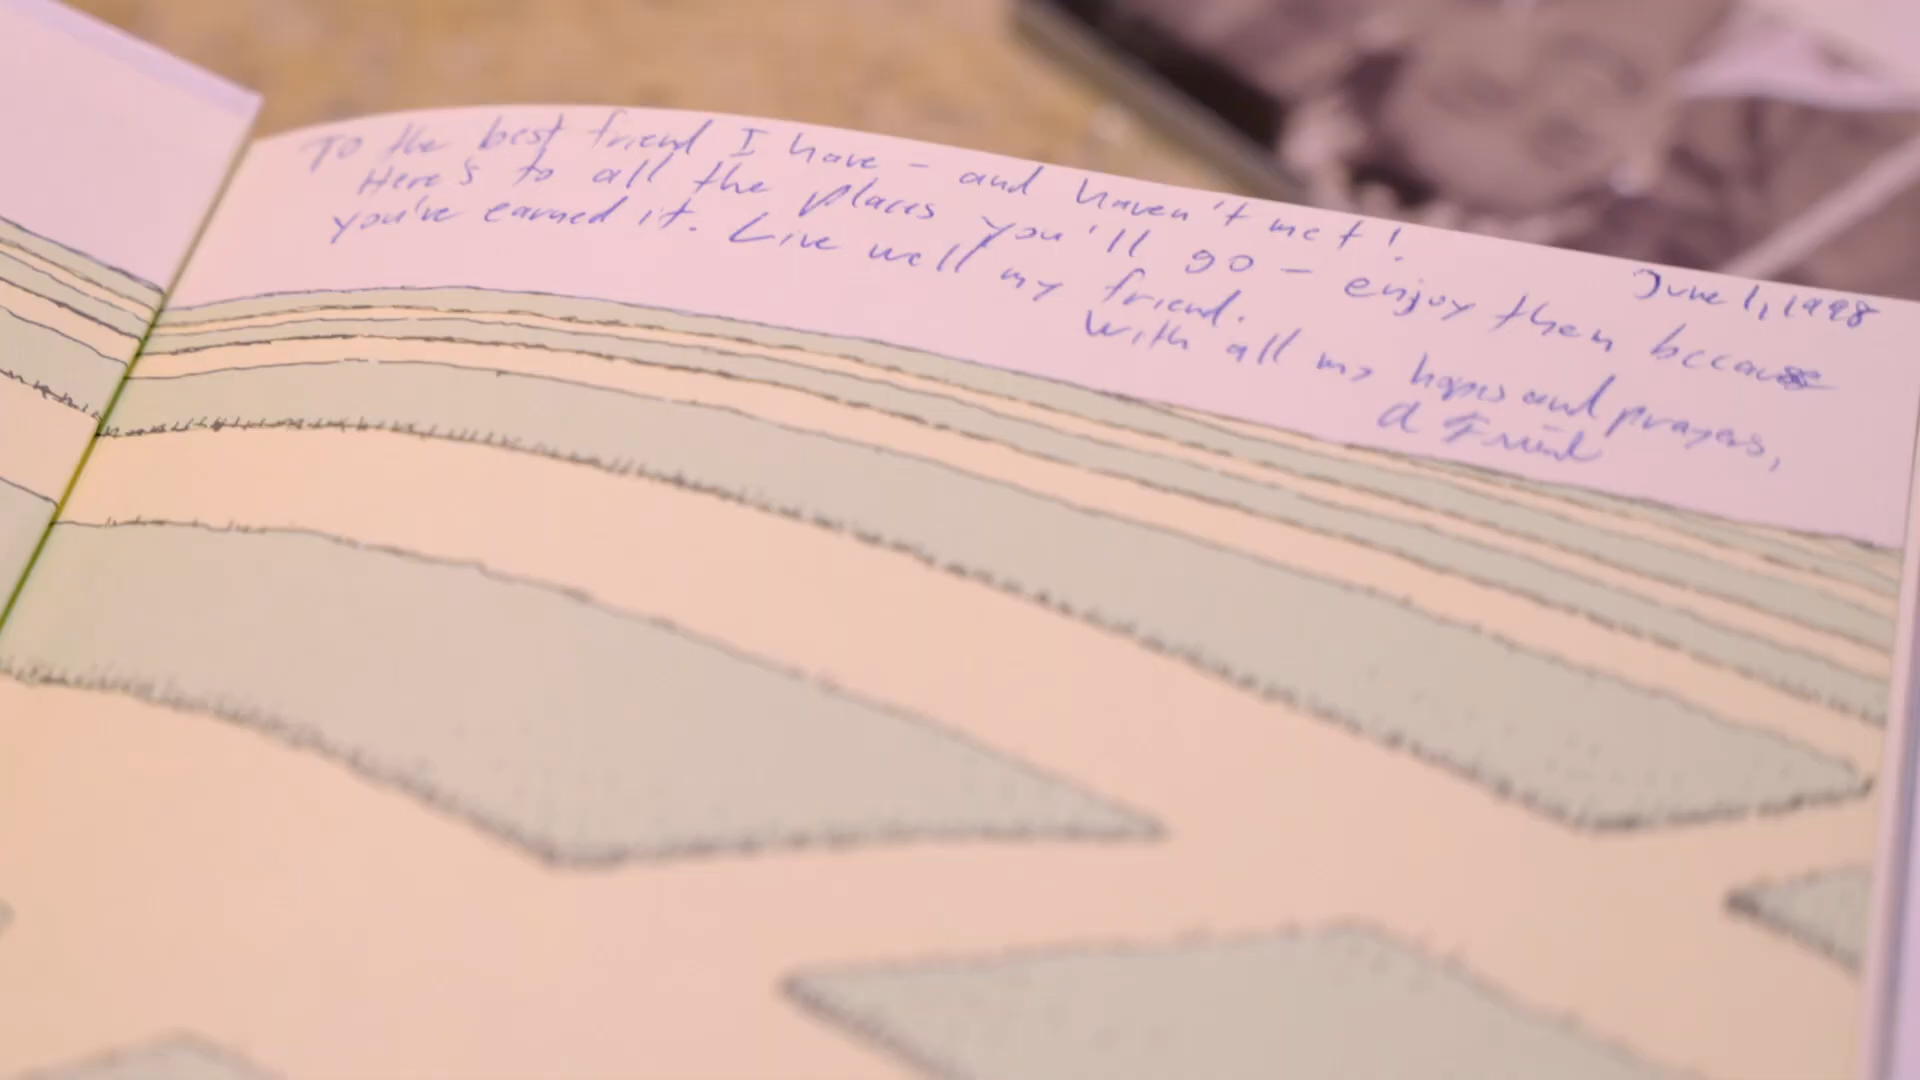 June 1, 1998
To the best friend I have - and haven't met!
Here's to all the places you'll go - enjoy them because
you've earned it. Live well my friend.
With all my hopes and prayers,
A Friend